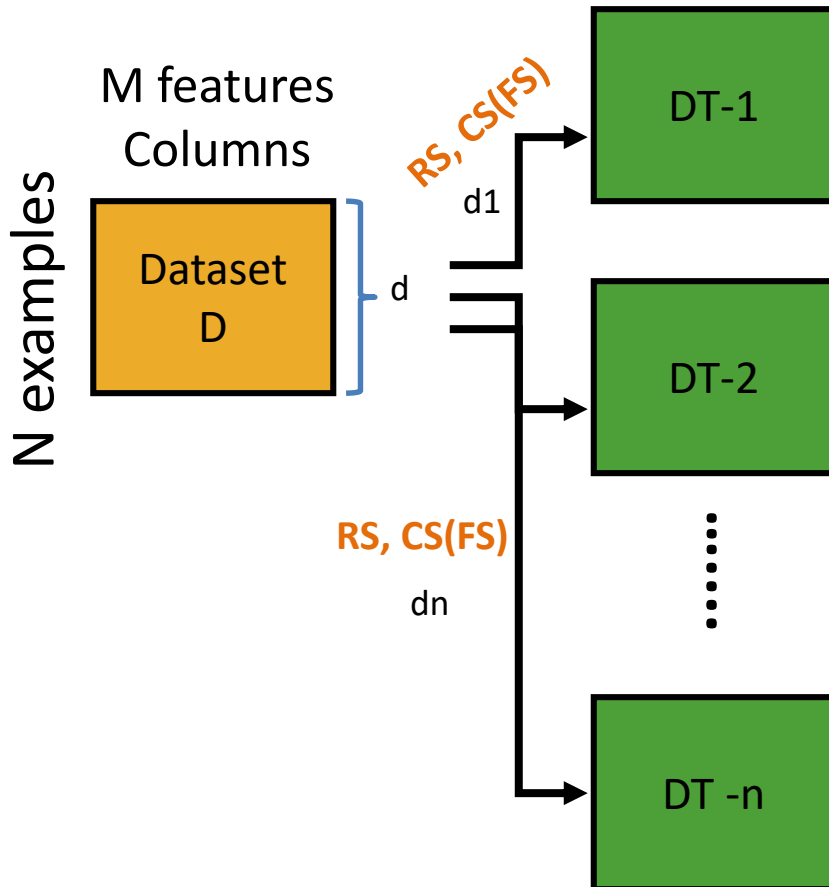 M features
Columns
N examples
Dataset
D
d
RS, CS(FS)
d1
DT-1
DT-2
RS, CS(FS)
dn
DT -n